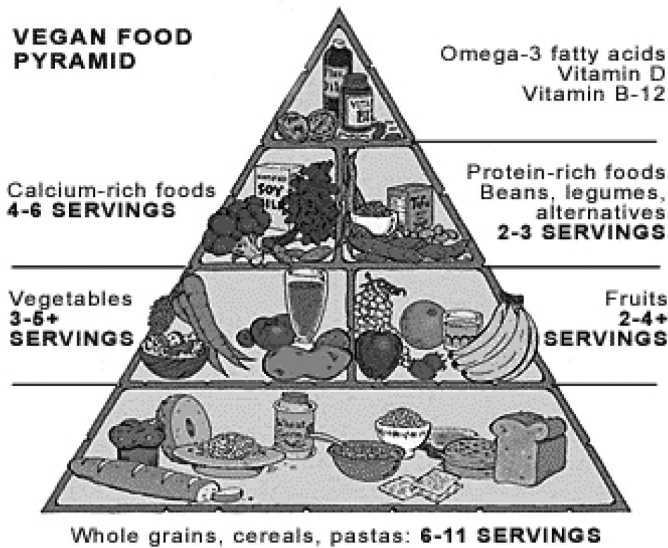 VEGAN FOOD
PYRAMID
Omega-3 fatty acids
Vitamin D
Vitamin B-12
Calcium-rich foods
4-6 SERVINGS
SOY
Protein-rich foods
Beans, legumes,
alternatives
2-3 SERVINGS
Vegetables
3-5+
SERVINGS
Fruits
2-4+
SERVINGS
Whole grains, cereals, pastas: 6-11 SERVINGS